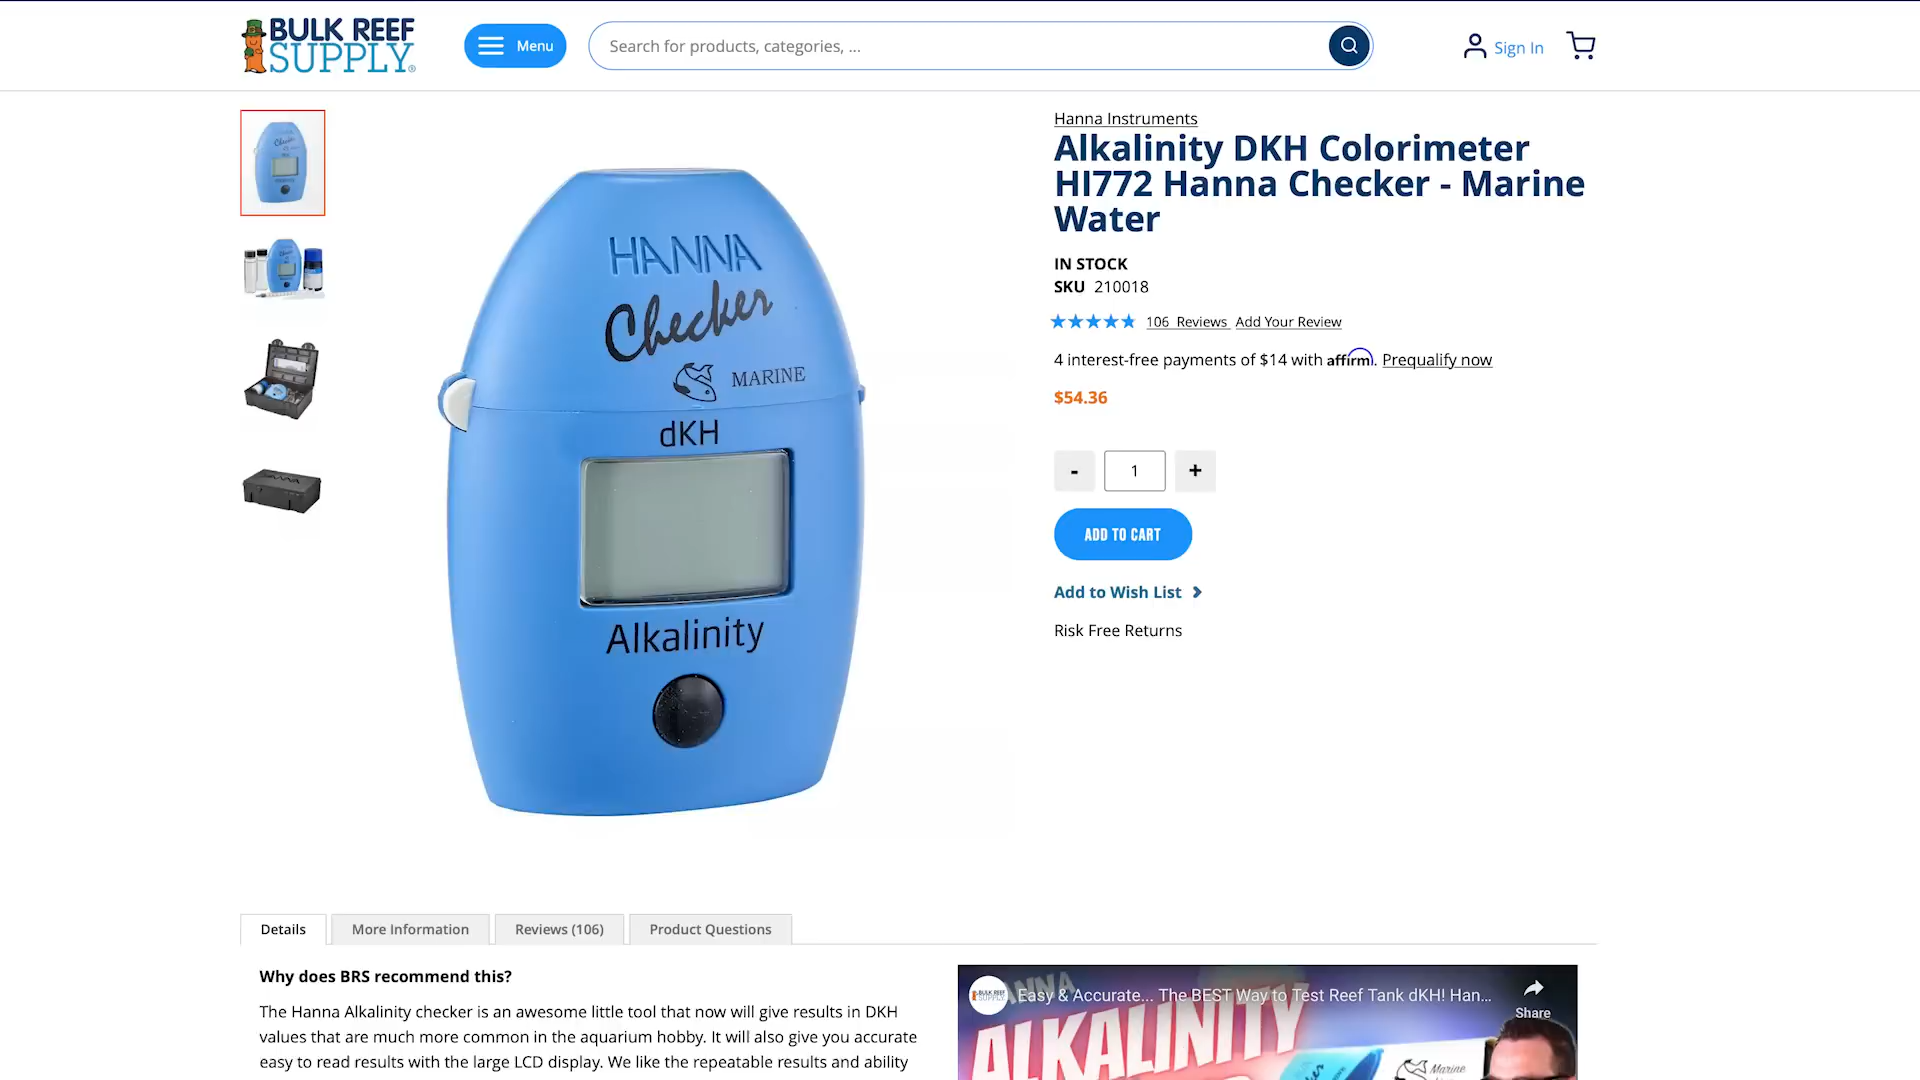 BULK REEF
SUPPLY®
Menu
Search for products, categories, ...
Sign In
Hanna Instruments
Alkalinity DKH Colorimeter
HI772 Hanna Checker - Marine
Water
IN STOCK
SKU 210018
106 Reviews Add Your Review
4 interest-free payments of $14 with affirm. Prequalify now
$54.36
- 1 +
ADD TO CART
Add to Wish List
Risk Free Returns
HANNA
Checker
MARINE
dKH
Alkalinity
Details
More Information
Reviews (106)
Product Questions
Why does BRS recommend this?
The Hanna Alkalinity checker is an awesome little tool that now will give results in DKH
values that are much more common in the aquarium hobby. It will also give you accurate
easy to read results with the large LCD display. We like the repeatable results and ability
Easy & Accurate... The BEST Way to Test Reef Tank dKH! Han...
Share
ALKALINITY
Marine